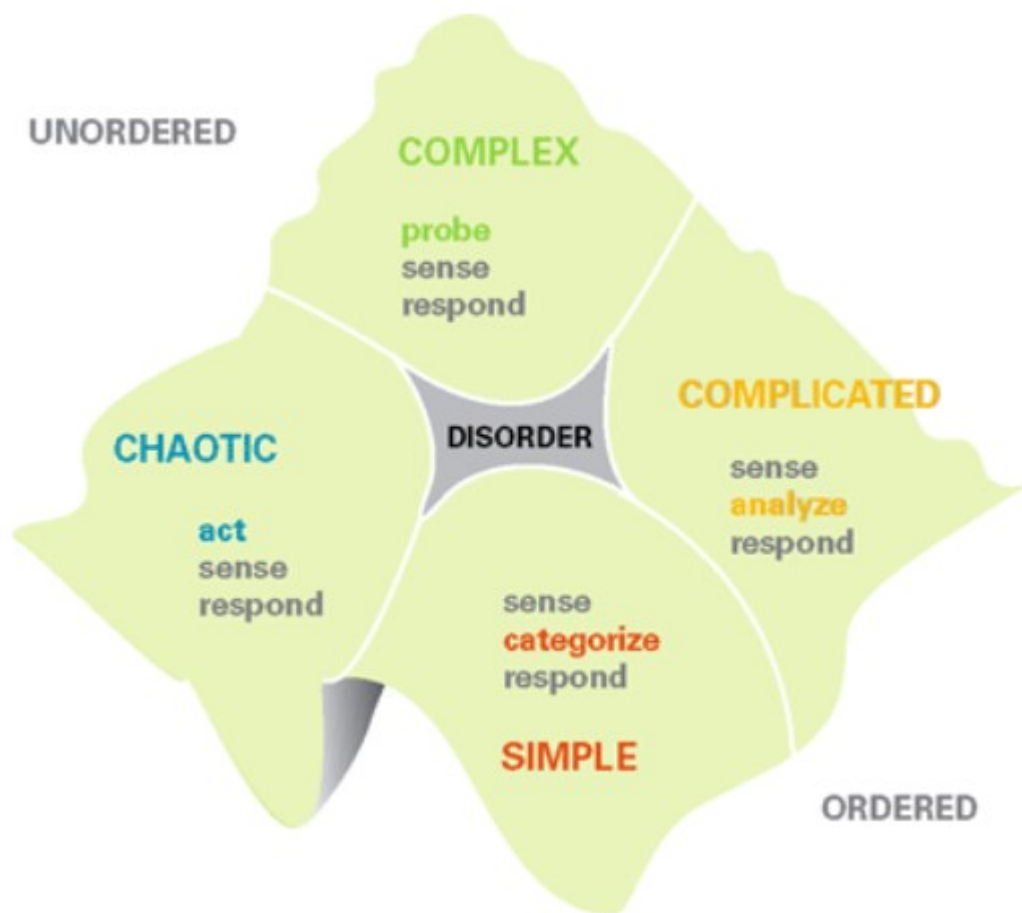 UNORDERED
COMPLEX
probe
sense
respond
COMPLICATED
sense
analyze
respond
DISORDER
CHAOTIC
act
sense
respond
sense
categorize
respond
SIMPLE
ORDERED